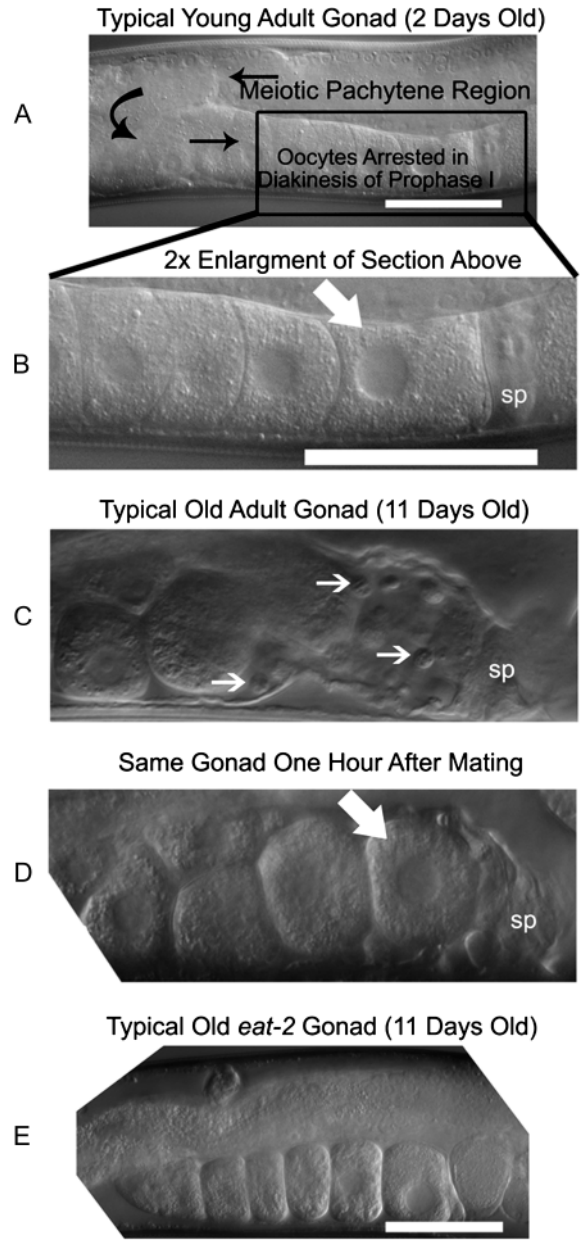 Typical Young Adult Gonad (2 Days Old)
A
Meiotic Pachytene Region
Oocytes Arrested in
Diakinesis of Prophase I
2x Enlargment of Section Above
B
sp
Typical Old Adult Gonad (11 Days Old)
C
sp
Same Gonad One Hour After Mating
D
sp
Typical Old eat-2 Gonad (11 Days Old)
E